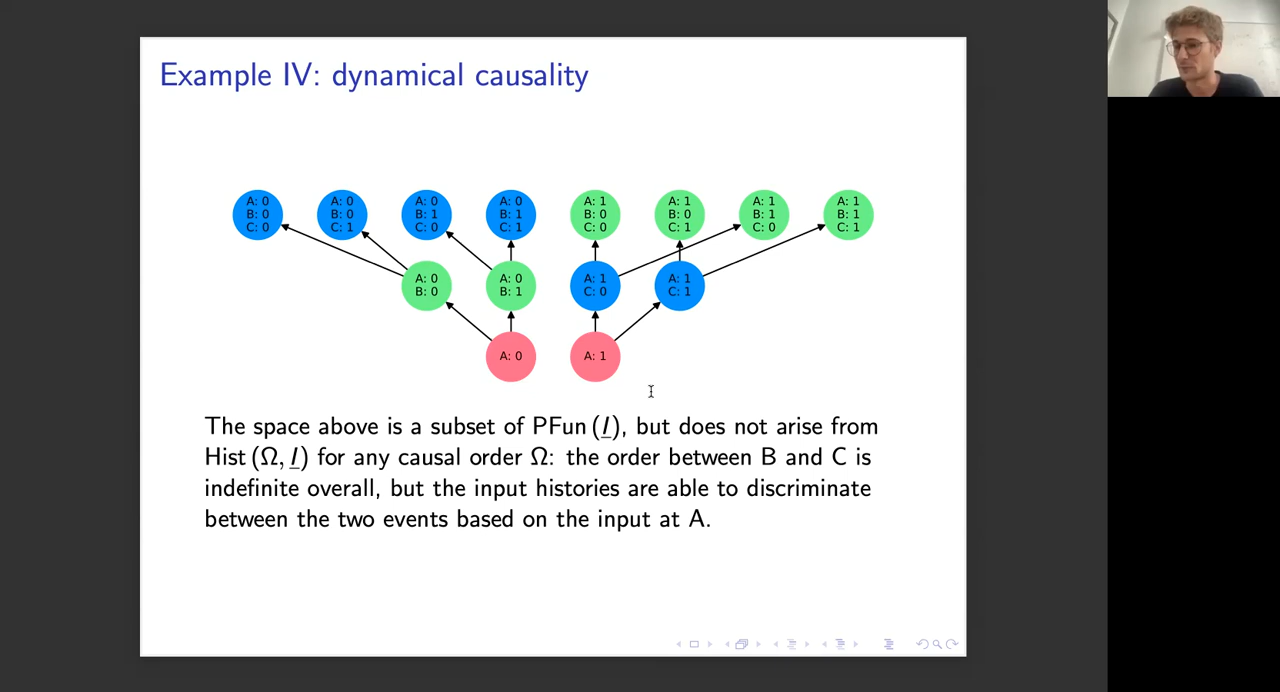 Example IV: dynamical causality
A: 0
B: 0
C: 0
A: 0
B: 0
C: 1
A: 0
B: 1
C: 0
A: 0
B: 1
C: 1
A: 1
B: 0
C: 0
A: 1
B: 0
C: 1
A: 1
B: 1
C: 0
A: 1
B: 1
C: 1
A: 0
B: 0
A: 0
B: 1
A: 1
C: 0
A: 1
C: 1
A: 0
A: 1
The space above is a subset of PFun (I), but does not arise from
Hist (Ω, I) for any causal order Ω: the order between B and C is
indefinite overall, but the input histories are able to discriminate
between the two events based on the input at A.